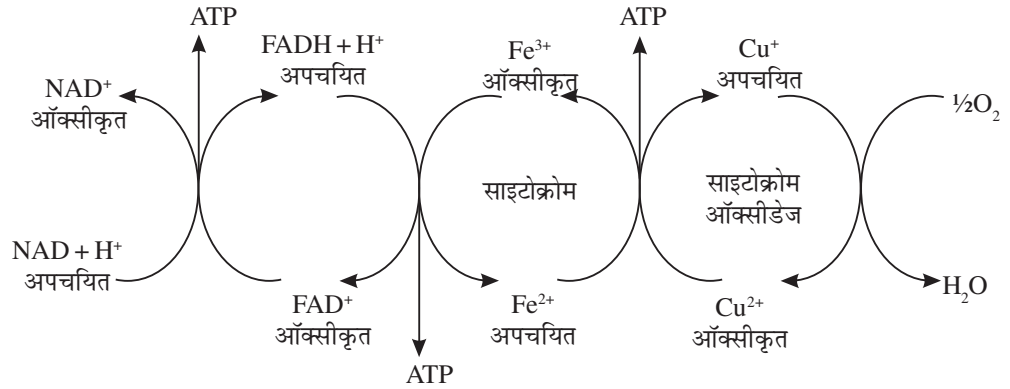 ATP
ATP
FADH + H⁺
अपचयित
Fe³⁺
ऑक्सीकृत
Cu⁺
अपचयित
NAD⁺
ऑक्सीकृत
½O₂
साइटोक्रोम
साइटोक्रोम
ऑक्सीडेज
NAD + H⁺
अपचयित
FAD⁺
ऑक्सीकृत
Fe²⁺
अपचयित
Cu²⁺
ऑक्सीकृत
H₂O
ATP